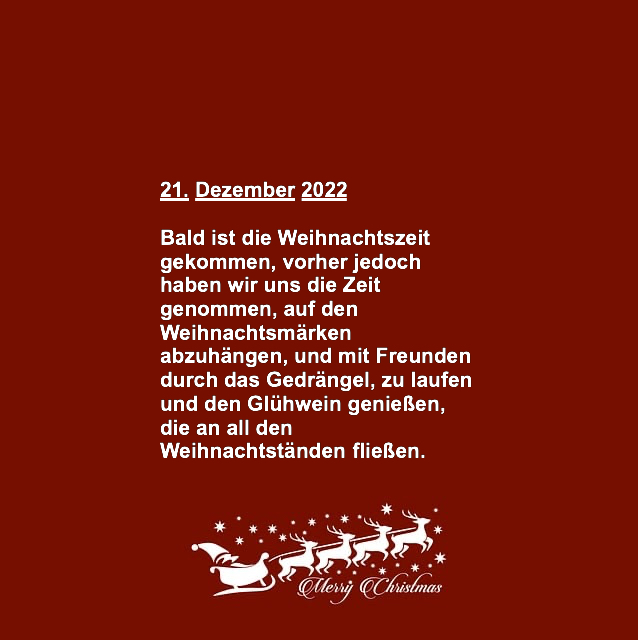 21. Dezember 2022
Bald ist die Weihnachtszeit
gekommen, vorher jedoch
haben wir uns die Zeit
genommen, auf den
Weihnachtsmärken
abzuhängen, und mit Freunden
durch das Gedrängel, zu laufen
und den Glühwein genießen,
die an all den
Weihnachtständen fließen.
Merry Christmas